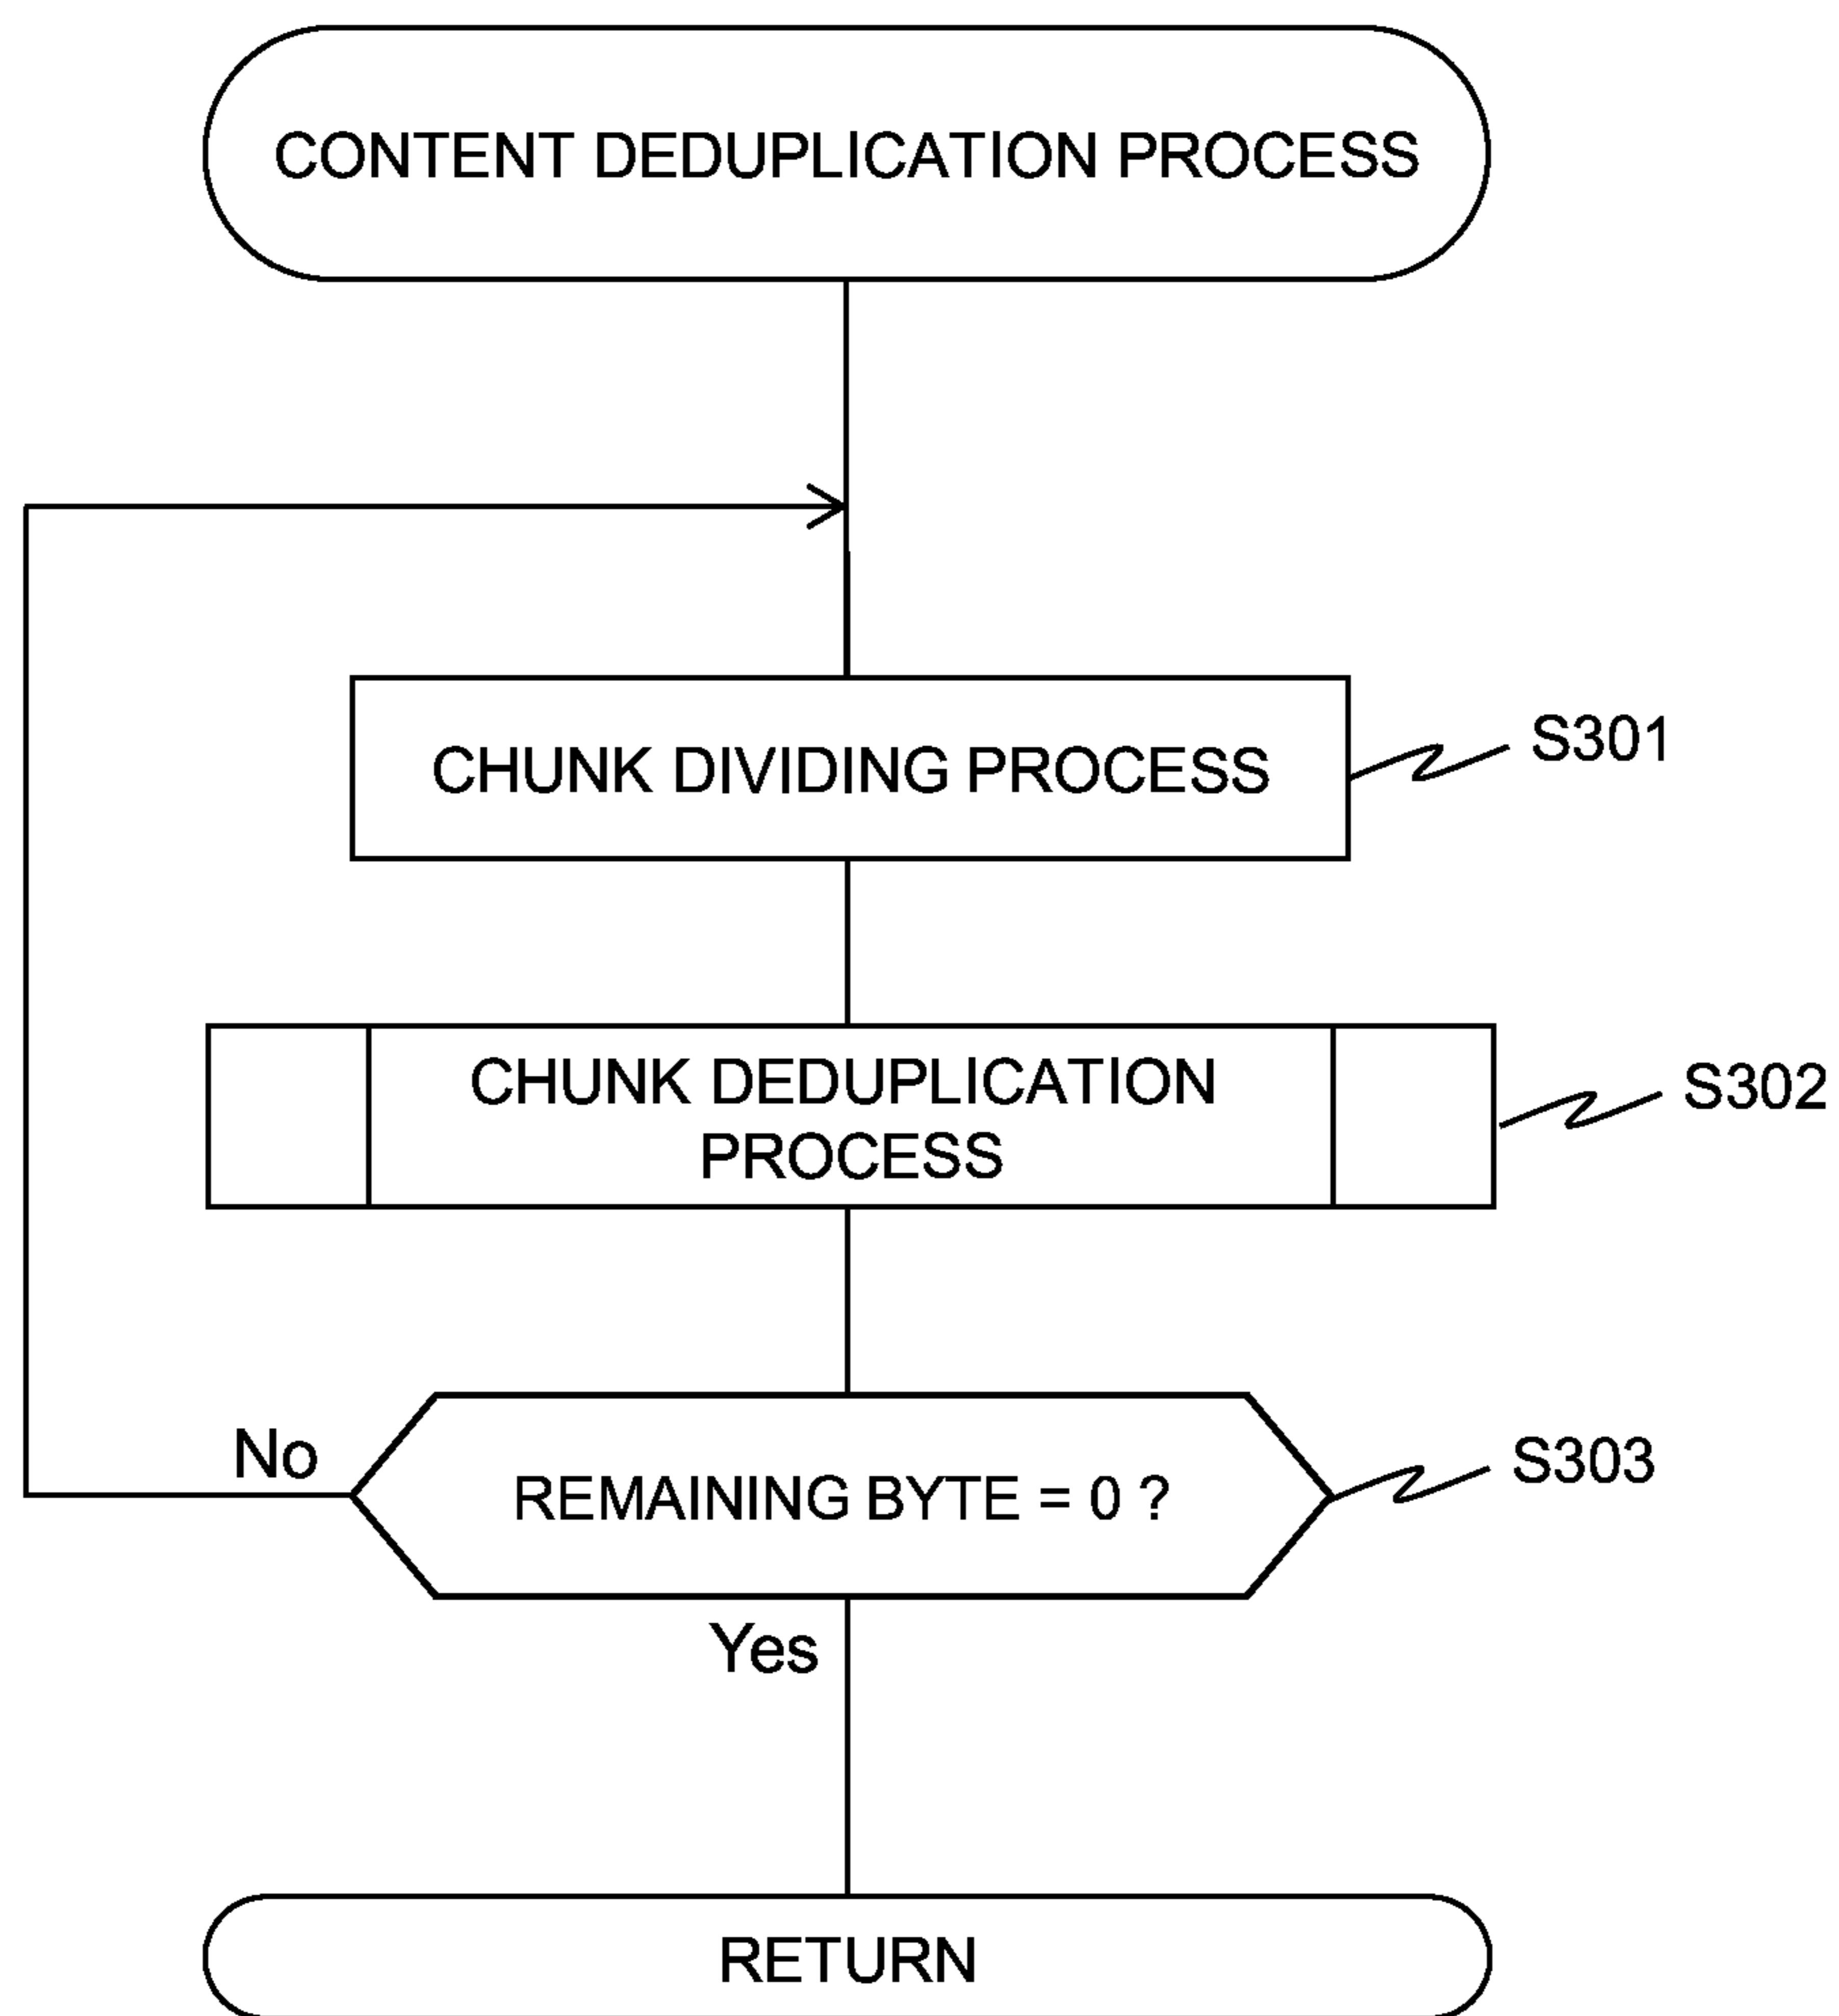 CONTENT DEDUPLICATION PROCESS
CHUNK DIVIDING PROCESS
S301
CHUNK DEDUPLICATION
PROCESS
S302
No
REMAINING BYTE = 0 ?
S303
Yes
RETURN